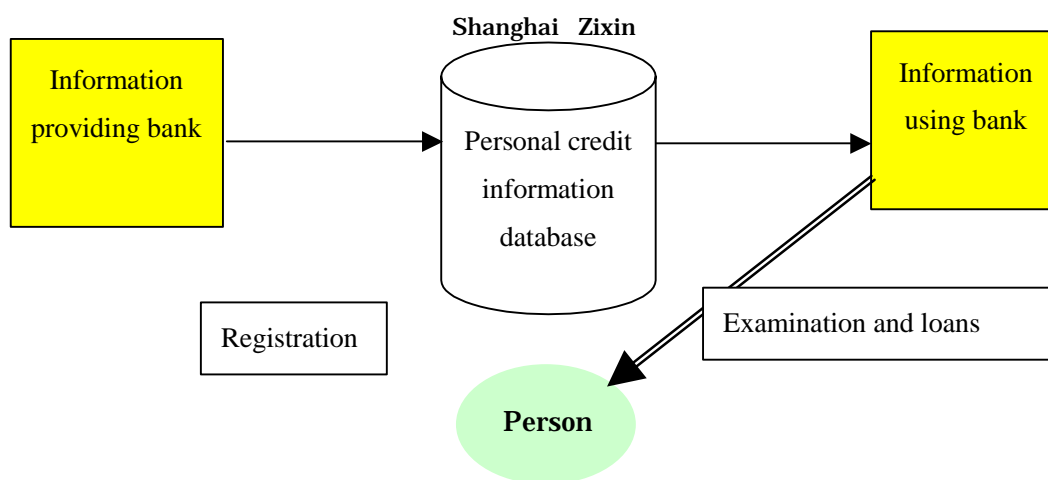 Shanghai Zixin
Information
providing bank
Personal credit
information
database
Information
using bank
Registration
Examination and loans
Person